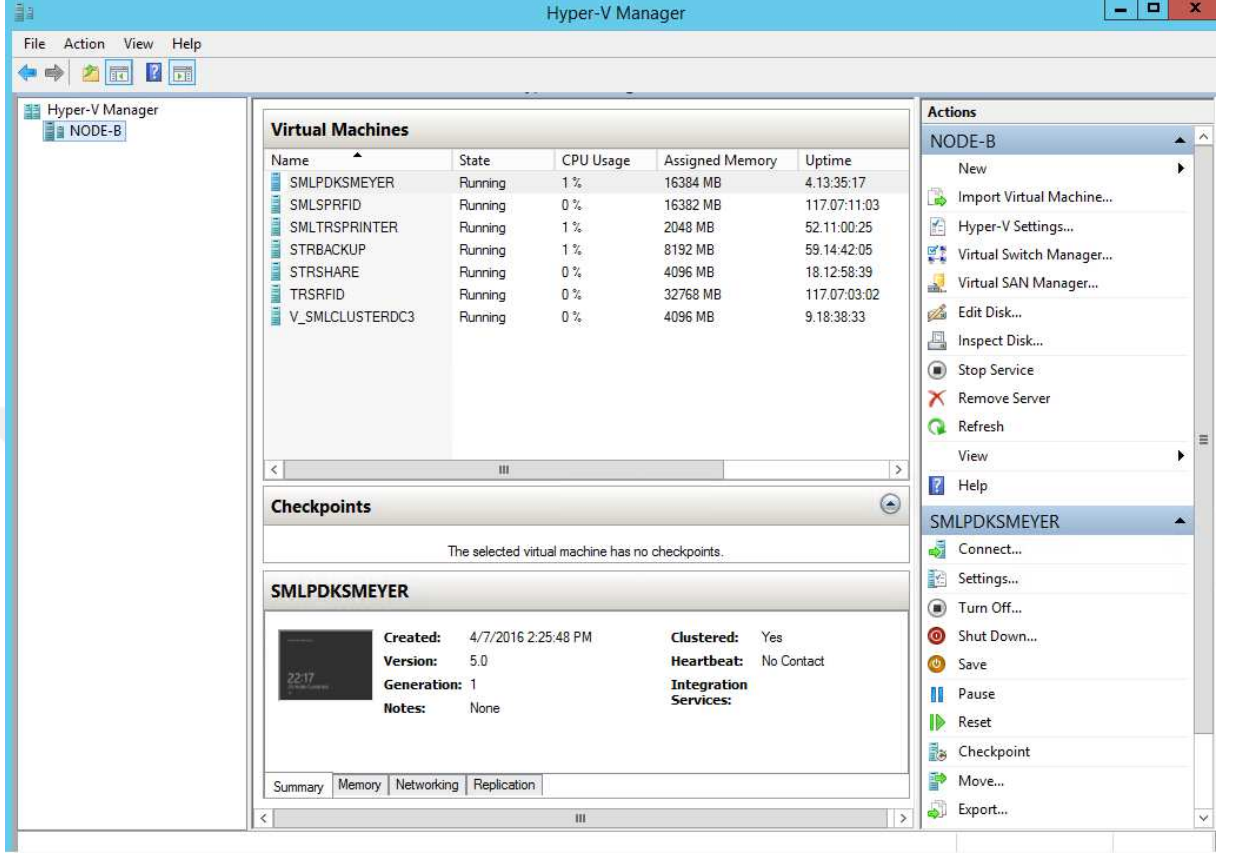 Hyper-V Manager
File Action View Help
Hyper-V Manager
NODE-B
Virtual Machines
Name State CPU Usage Assigned Memory Uptime
SMLPDKSMEYER Running 1 % 16384 MB 4.13:35:17
SMLSPRFID Running 0 % 16382 MB 117.07:11:03
SMLTRSPRINTER Running 1 % 2048 MB 52.11:00:25
STRBACKUP Running 1 % 8192 MB 59.14:42:05
STRSHARE Running 0 % 4096 MB 18.12:58:39
TRSRFID Running 0 % 32768 MB 117.07:03:02
V_SMLCLUSTERDC3 Running 0 % 4096 MB 9.18:38:33
Checkpoints
The selected virtual machine has no checkpoints.
SMLPDKSMEYER
22:17
Created: 4/7/2016 2:25:48 PM Clustered: Yes
Version: 5.0 Heartbeat: No Contact
Generation: 1 Integration Services:
Notes: None
Summary Memory Networking Replication
Actions
NODE-B
New
Import Virtual Machine...
Hyper-V Settings...
Virtual Switch Manager...
Virtual SAN Manager...
Edit Disk...
Inspect Disk...
Stop Service
Remove Server
Refresh
View
Help
SMLPDKSMEYER
Connect...
Settings...
Turn Off...
Shut Down...
Save
Pause
Reset
Checkpoint
Move...
Export...